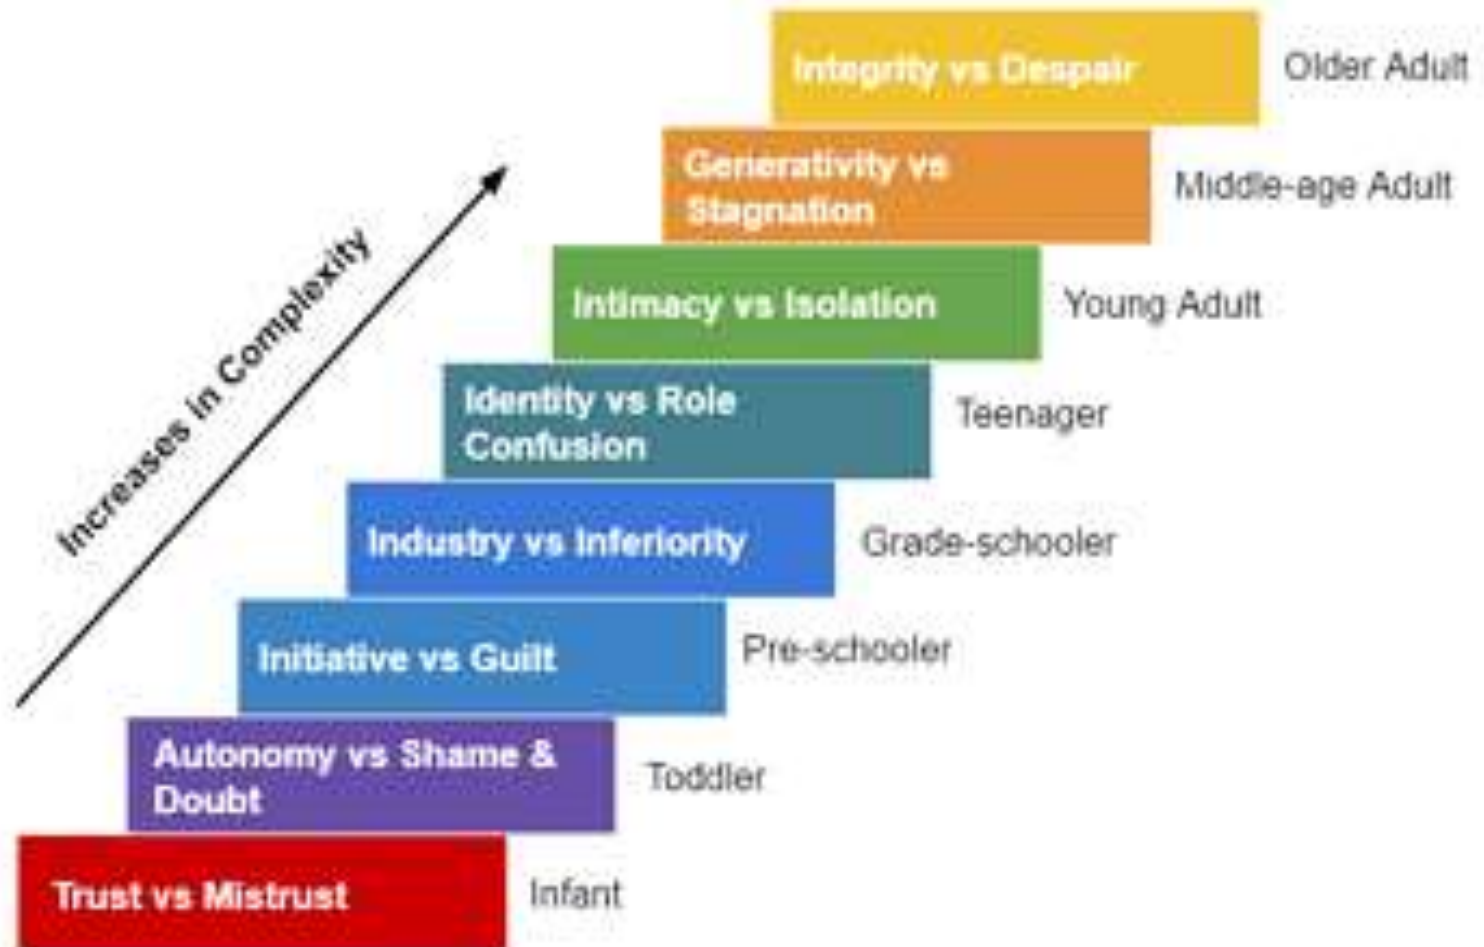 Integrity vs Despair
Older Adult
Generativity vs
Stagnation
Middle-age Adult
Intimacy vs Isolation
Young Adult
Identity vs Role
Confusion
Teenager
Increases in Complexity
Industry vs Inferiority
Grade-schooler
Initiative vs Guilt
Pre-schooler
Autonomy vs Shame &
Doubt
Toddler
Trust vs Mistrust
Infant